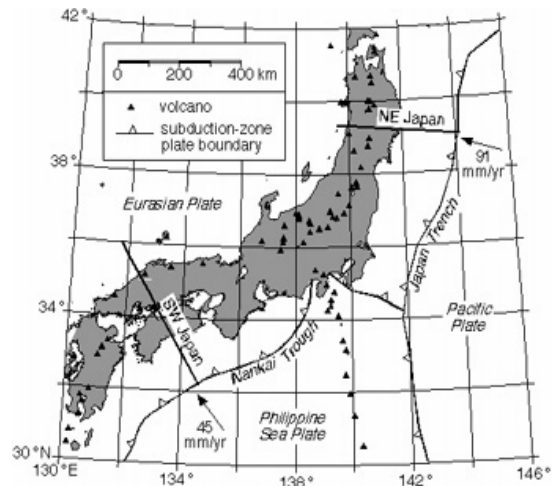 42°
0 200 400 km
volcano
subduction-zone
plate boundary
NE Japan
91
mm/yr
38°
Eurasian Plate
Japan Trench
34°
SW Japan
Nankai Trough
Pacific
Plate
45
mm/yr
Philippine
Sea Plate
30°N
130°E
134°
138°
142°
146°